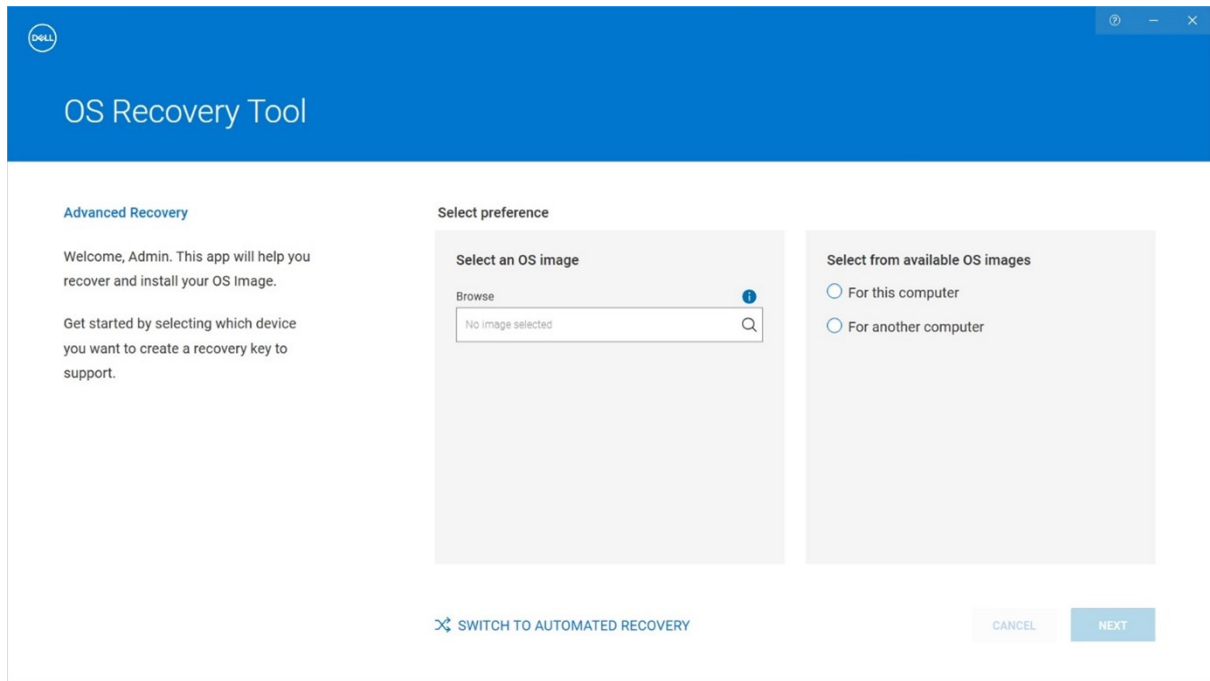 DELL
OS Recovery Tool
Advanced Recovery
Welcome, Admin. This app will help you
recover and install your OS Image.
Get started by selecting which device
you want to create a recovery key to
support.
Select preference
Select an OS image
Browse
No image selected
Select from available OS images
For this computer
For another computer
SWITCH TO AUTOMATED RECOVERY
CANCEL
NEXT